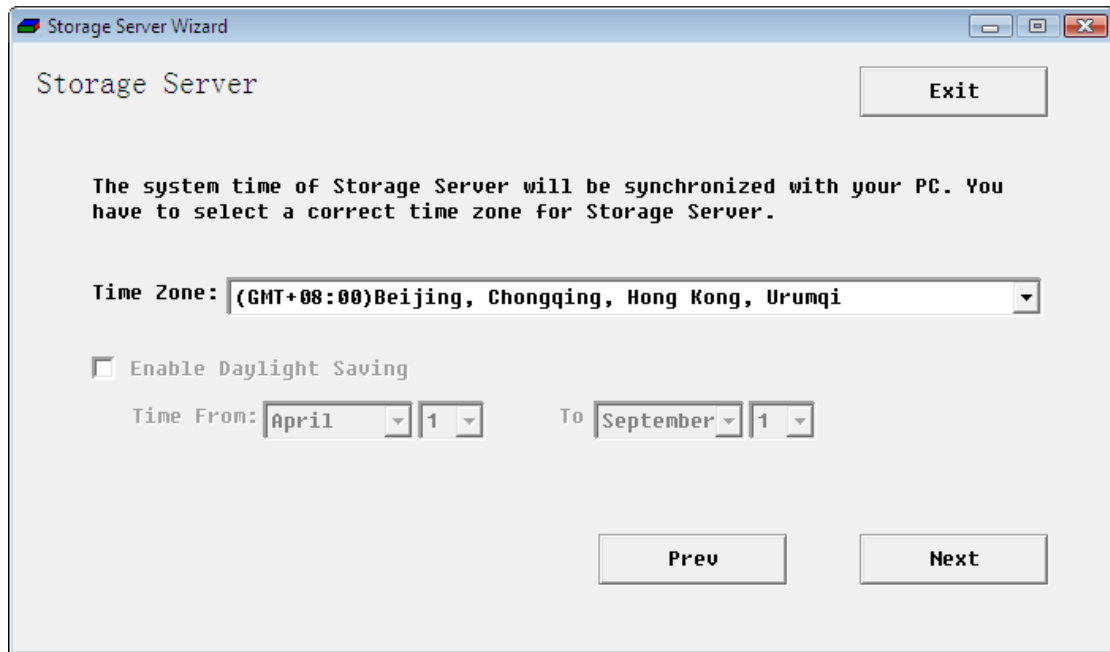 Storage Server Wizard
Storage Server
Exit
The system time of Storage Server will be synchronized with your PC. You
have to select a correct time zone for Storage Server.
Time Zone: (GMT+08:00)Beijing, Chongqing, Hong Kong, Urumqi
Enable Daylight Saving
Time From: April 1 To September 1
Prev Next